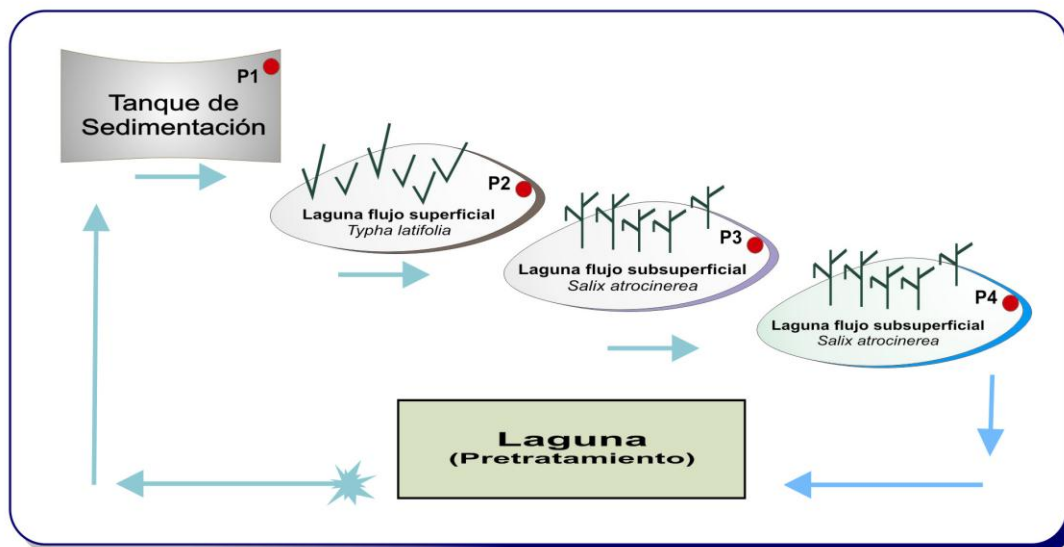 P1
Tanque de
Sedimentación
P2
Laguna flujo superficial
Typha latifolia
P3
Laguna flujo subsuperficial
Salix atrocinerea
P4
Laguna flujo subsuperficial
Salix atrocinerea
Laguna
(Pretratamiento)